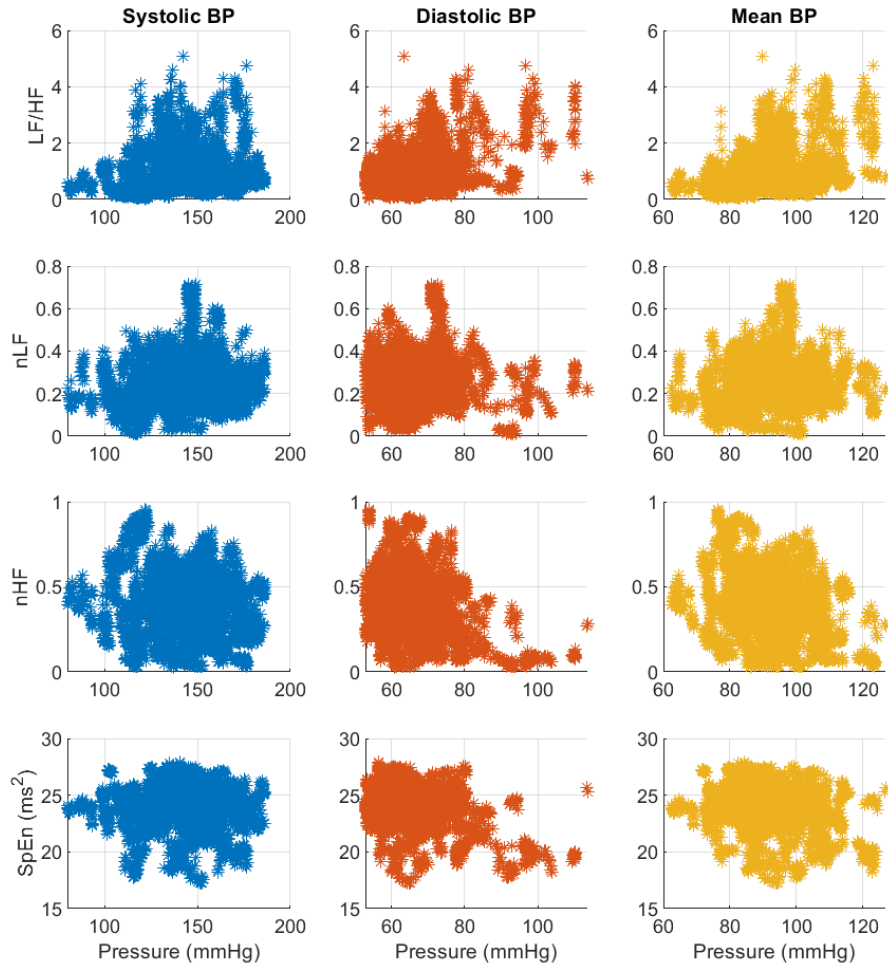 Systolic BP Diastolic BP Mean BP
6 6 6
4 4 4
2 2 2
0 0 0
LF/HF
100 150 200 60 80 100 60 80 100 120
0.8 0.8 0.8
0.6 0.6 0.6
0.4 0.4 0.4
0.2 0.2 0.2
0 0 0
nLF
100 150 200 60 80 100 60 80 100 120
1 1 1
0.5 0.5 0.5
0 0 0
nHF
100 150 200 60 80 100 60 80 100 120
30 30 30
25 25 25
20 20 20
15 15 15
SpEn (ms²)
100 150 200 60 80 100 60 80 100 120
Pressure (mmHg) Pressure (mmHg) Pressure (mmHg)